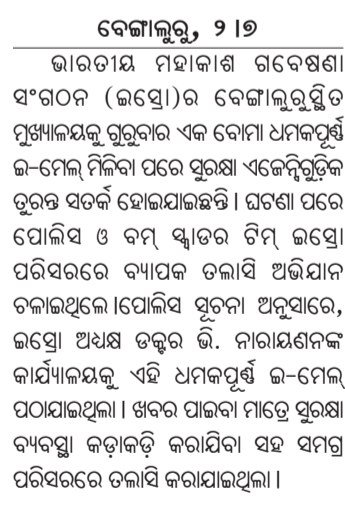 ବେଙ୍ଗାଲୁରୁ, ୨।୭
ଭାରତୀୟ ମହାକାଶ ଗବେଷଣା
ସଂଗଠନ (ଇସ୍ରୋ)ର ବେଙ୍ଗାଲୁରୁସ୍ଥିତ
ମୁଖ୍ୟାଳୟକୁ ଗୁରୁବାର ଏକ ବୋମା ଧମକପୂର୍ଣ୍ଣ
ଇ-ମେଲ୍ ମିଳିବା ପରେ ସୁରକ୍ଷା ଏଜେନ୍ସିଗୁଡ଼ିକ
ତୁରନ୍ତ ସତର୍କ ହୋଇଯାଇଛନ୍ତି। ଘଟଣା ପରେ
ପୋଲିସ ଓ ବମ୍ ସ୍କ୍ୱାଡର ଟିମ୍ ଇସ୍ରୋ
ପରିସରରେ ବ୍ୟାପକ ତଲାସି ଅଭିଯାନ
ଚଳାଇଥିଲେ।ପୋଲିସ ସୂଚନା ଅନୁସାରେ,
ଇସ୍ରୋ ଅଧ୍ୟକ୍ଷ ଡକ୍ଟର ଭି. ନାରାୟଣନଙ୍କ
କାର୍ଯ୍ୟାଳୟକୁ ଏହି ଧମକପୂର୍ଣ୍ଣ ଇ-ମେଲ୍
ପଠାଯାଇଥିଲା। ଖବର ପାଇବା ମାତ୍ରେ ସୁରକ୍ଷା
ବ୍ୟବସ୍ଥା କଡ଼ାକଡ଼ି କରାଯିବା ସହ ସମଗ୍ର
ପରିସରରେ ତଲାସି କରାଯାଇଥିଲା।